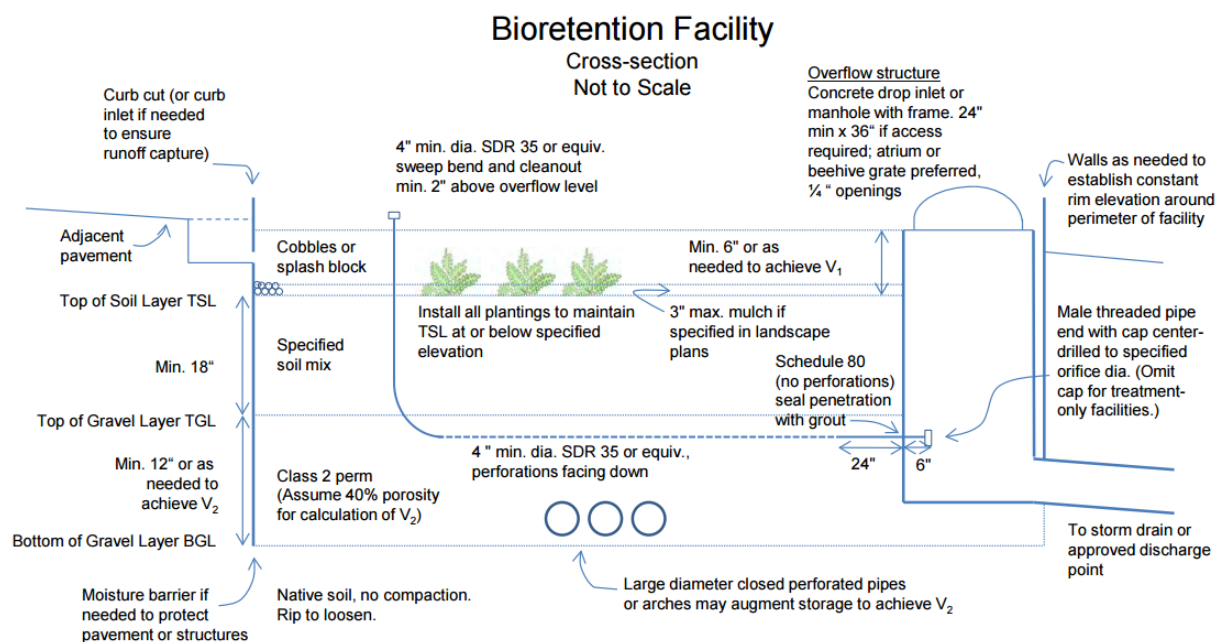 Bioretention Facility
Cross-section
Not to Scale
Curb cut (or curb
inlet if needed
to ensure
runoff capture)
4" min. dia. SDR 35 or equiv.
sweep bend and cleanout
min. 2" above overflow level
Overflow structure
Concrete drop inlet or
manhole with frame. 24"
min x 36“ if access
required; atrium or
beehive grate preferred,
¼ “ openings
Walls as needed to
establish constant
rim elevation around
perimeter of facility
Adjacent
pavement
Cobbles or
splash block
Min. 6" or as
needed to achieve V₁
Top of Soil Layer TSL
Install all plantings to maintain
TSL at or below specified
elevation
3" max. mulch if
specified in landscape
plans
Male threaded pipe
end with cap center-
drilled to specified
orifice dia. (Omit
cap for treatment-
only facilities.)
Min. 18"
Specified
soil mix
Schedule 80
(no perforations)
seal penetration
with grout
Top of Gravel Layer TGL
4 " min. dia. SDR 35 or equiv.,
perforations facing down
24"
6"
Min. 12“ or as
needed to
achieve V₂
Class 2 perm
(Assume 40% porosity
for calculation of V₂)
Bottom of Gravel Layer BGL
To storm drain or
approved discharge
point
Moisture barrier if
needed to protect
pavement or structures
Native soil, no compaction.
Rip to loosen.
Large diameter closed perforated pipes
or arches may augment storage to achieve V₂